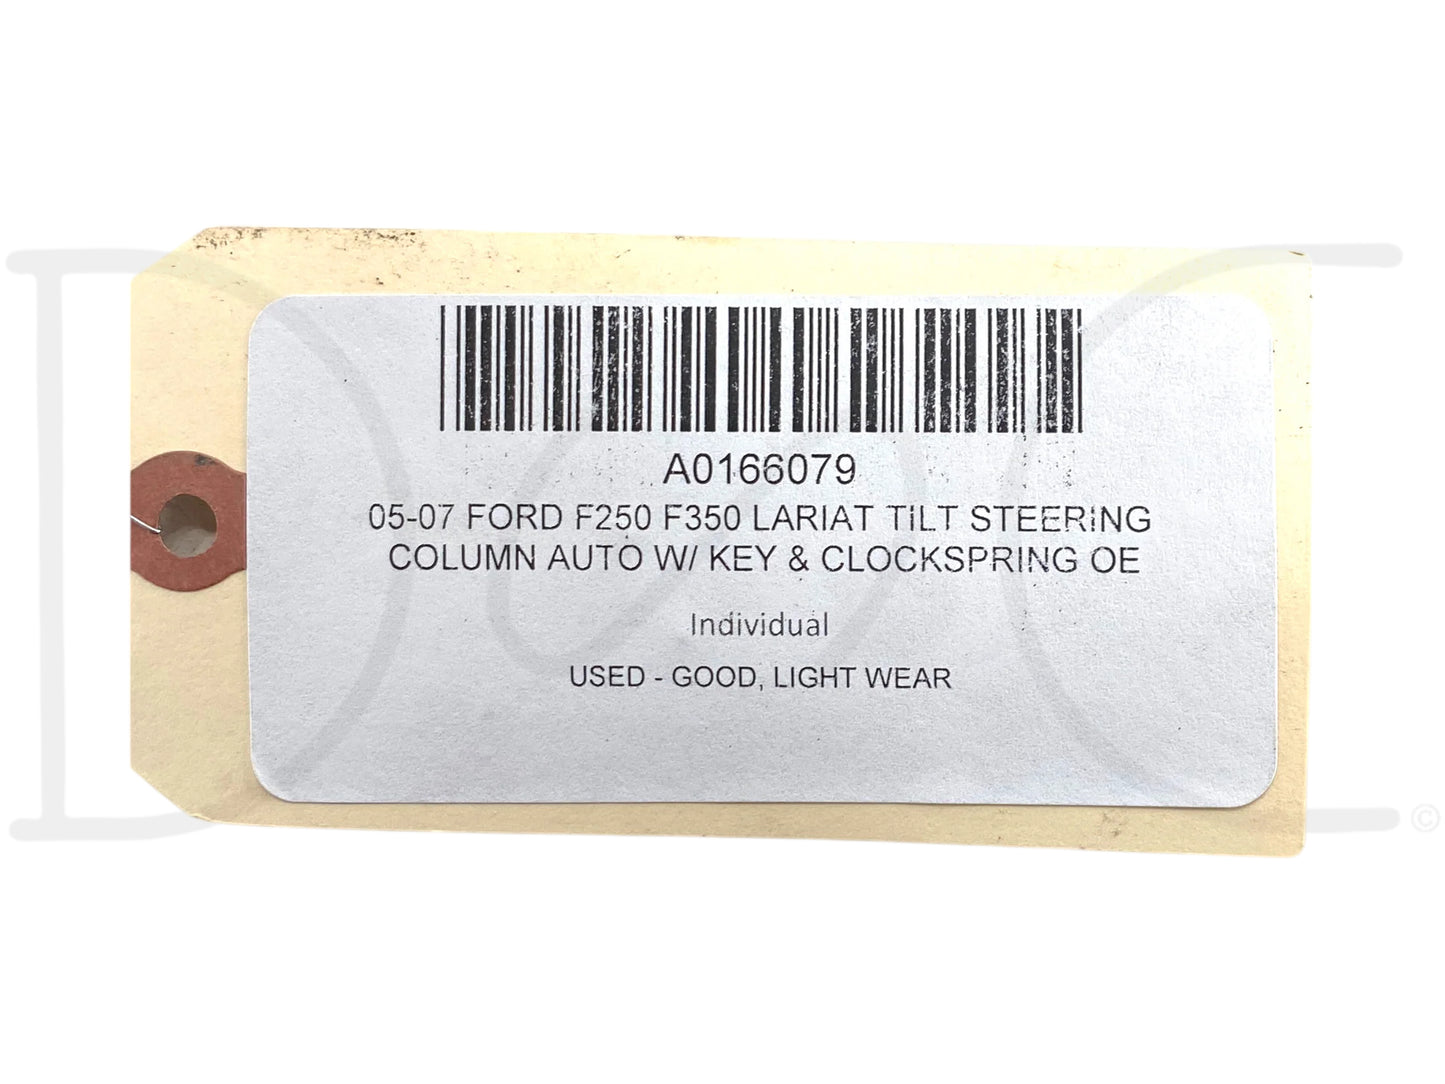 A0166079
05-07 FORD F250 F350 LARIAT TILT STEERING
COLUMN AUTO W/ KEY & CLOCKSPRING OE
Individual
USED - GOOD, LIGHT WEAR
D&C ©